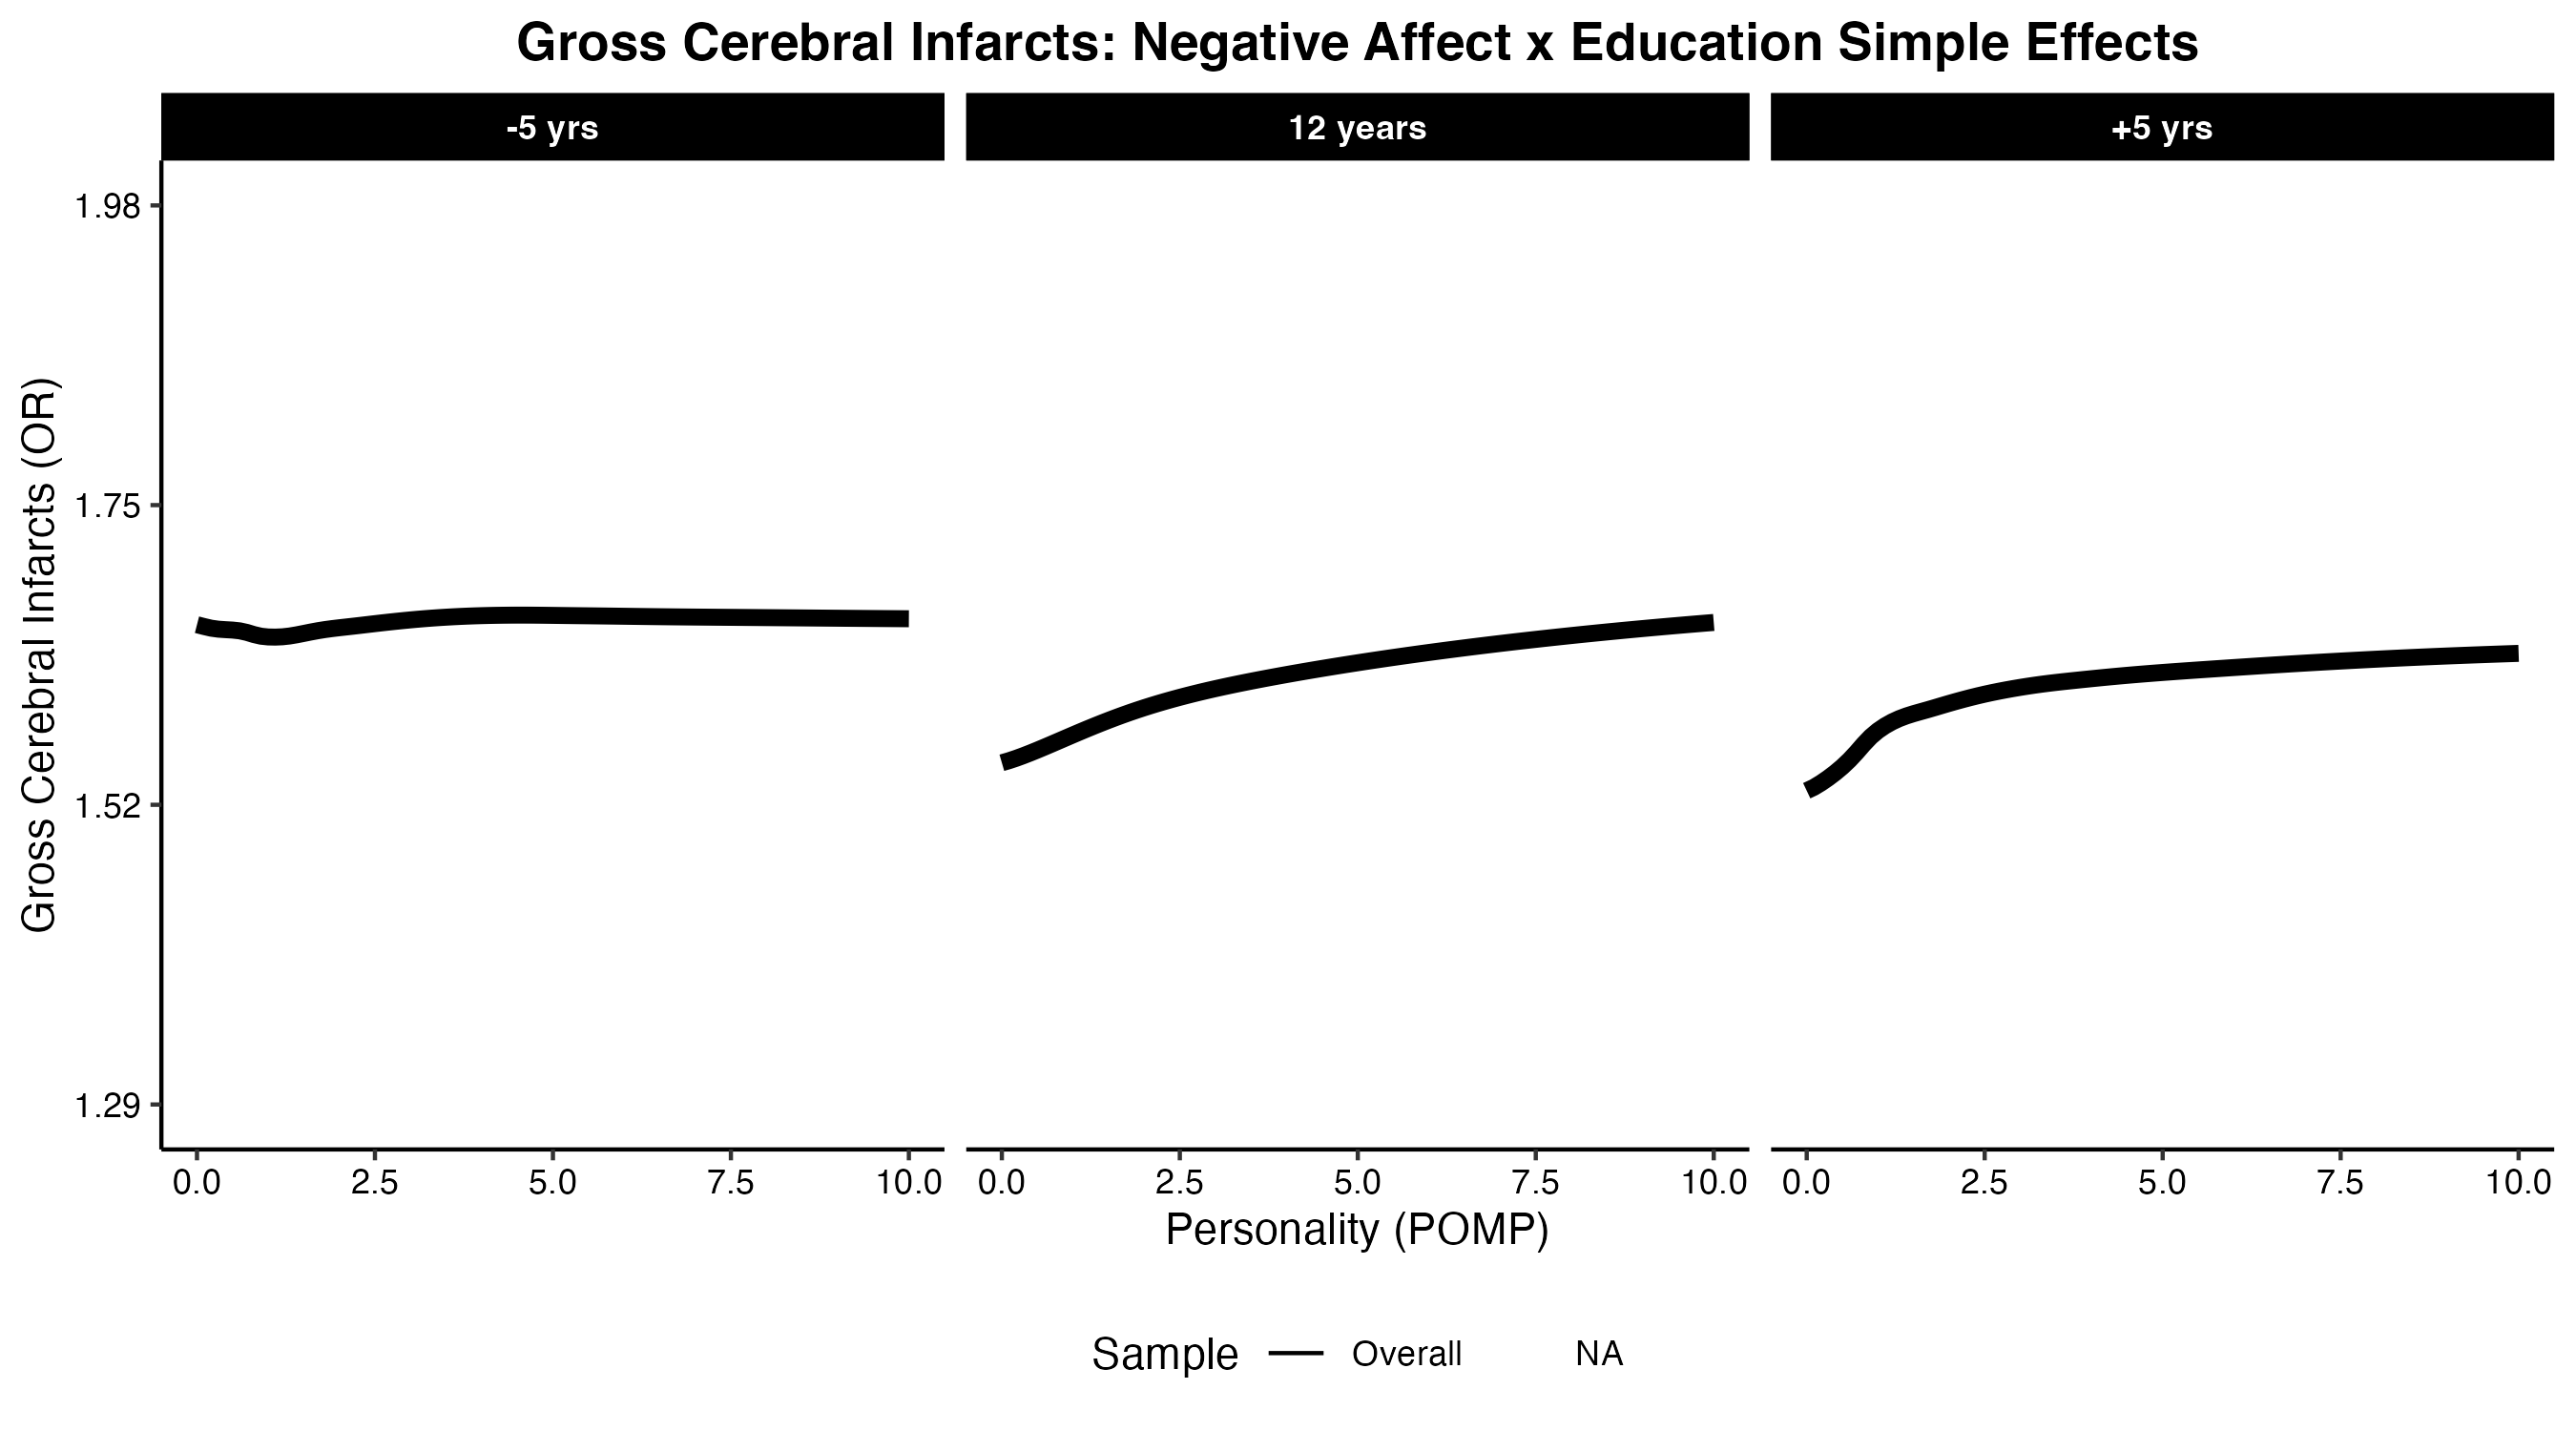 Gross Cerebral Infarcts: Negative Affect x Education Simple Effects
-5 yrs
12 years
+5 yrs
Gross Cerebral Infarcts (OR)
1.98
1.75
1.52
1.29
0.0 2.5 5.0 7.5 10.0
0.0 2.5 5.0 7.5 10.0
0.0 2.5 5.0 7.5 10.0
Personality (POMP)
Sample Overall NA